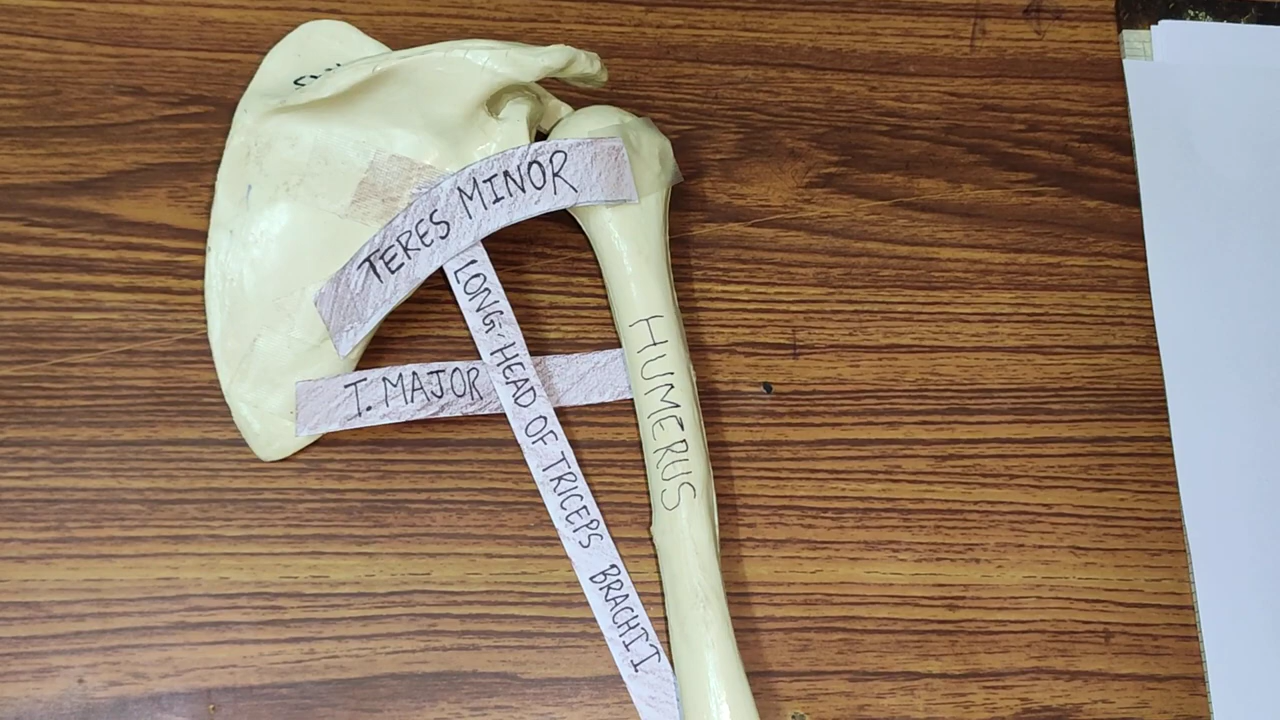 TERES MINOR
LONG HEAD OF TRICEPS BRACHII
T. MAJOR
HUMERUS